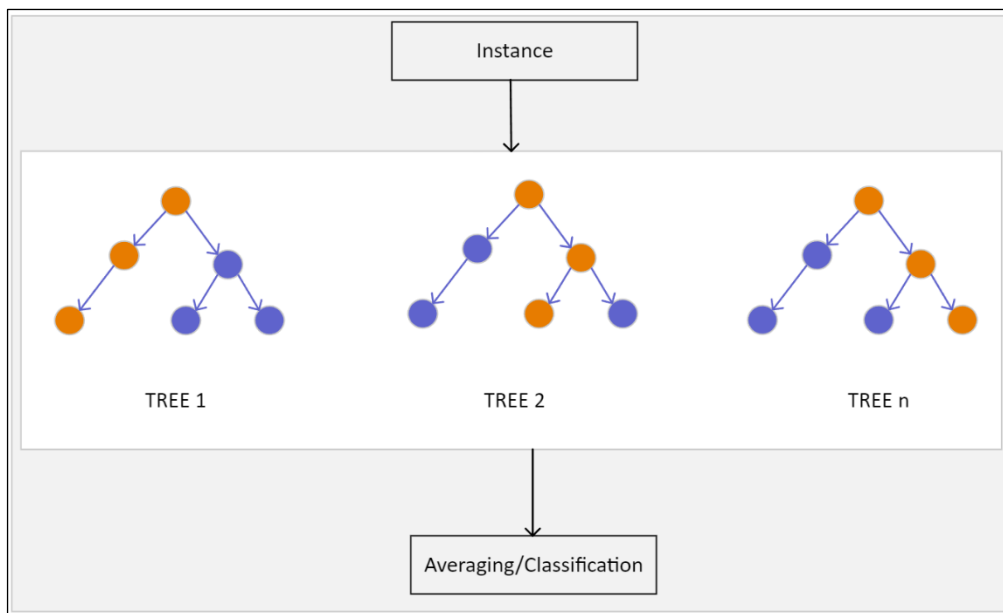 Instance
TREE 1
TREE 2
TREE n
Averaging/Classification